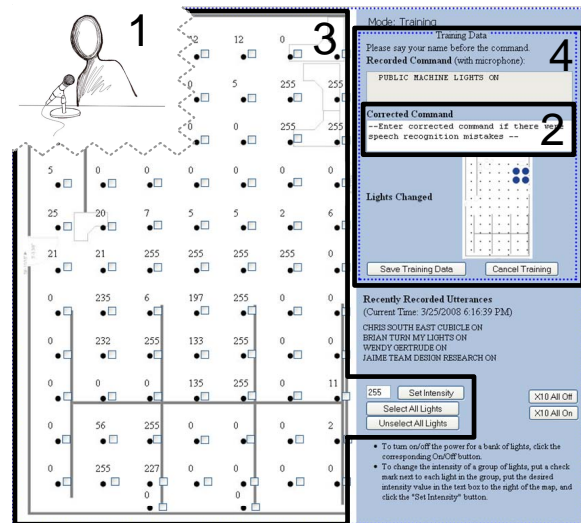 1
3
4
2
Mode: Training
Training Data
Please say your name before the command.
Recorded Command (with microphone):
PUBLIC MACHINE LIGHTS ON
Corrected Command
--Enter corrected command if there were
speech recognition mistakes --
Lights Changed
Save Training Data Cancel Training
Recently Recorded Utterances
(Current Time: 3/25/2008 6:16:39 PM)
CHRIS SOUTH EAST CUBICLE ON
BRIAN TURN MY LIGHTS ON
WENDY GERTRUDE ON
JAIME TEAM DESIGN RESEARCH ON
255 Set Intensity
Select All Lights
Unselect All Lights
X10 All Off
X10 All On
• To turn on/off the power for a bank of lights, click the
corresponding On/Off button.
• To change the intensity of a group of lights, put a check
mark next to each light in the group, put the desired
intensity value in the text box to the right of the map, and
click the "Set Intensity" button.
12 12 0
0 5 255 255
0 0 255 255
5 0 0 0 0 0 0
25 20 7 5 5 2 6
21 21 255 255 255 255 0
0 235 6 197 255 0 0
0 232 255 133 255 0 0
0 0 0 135 255 0 11
0 56 255 0 0 0 2
0 255 227 0 0 0 0
0 0